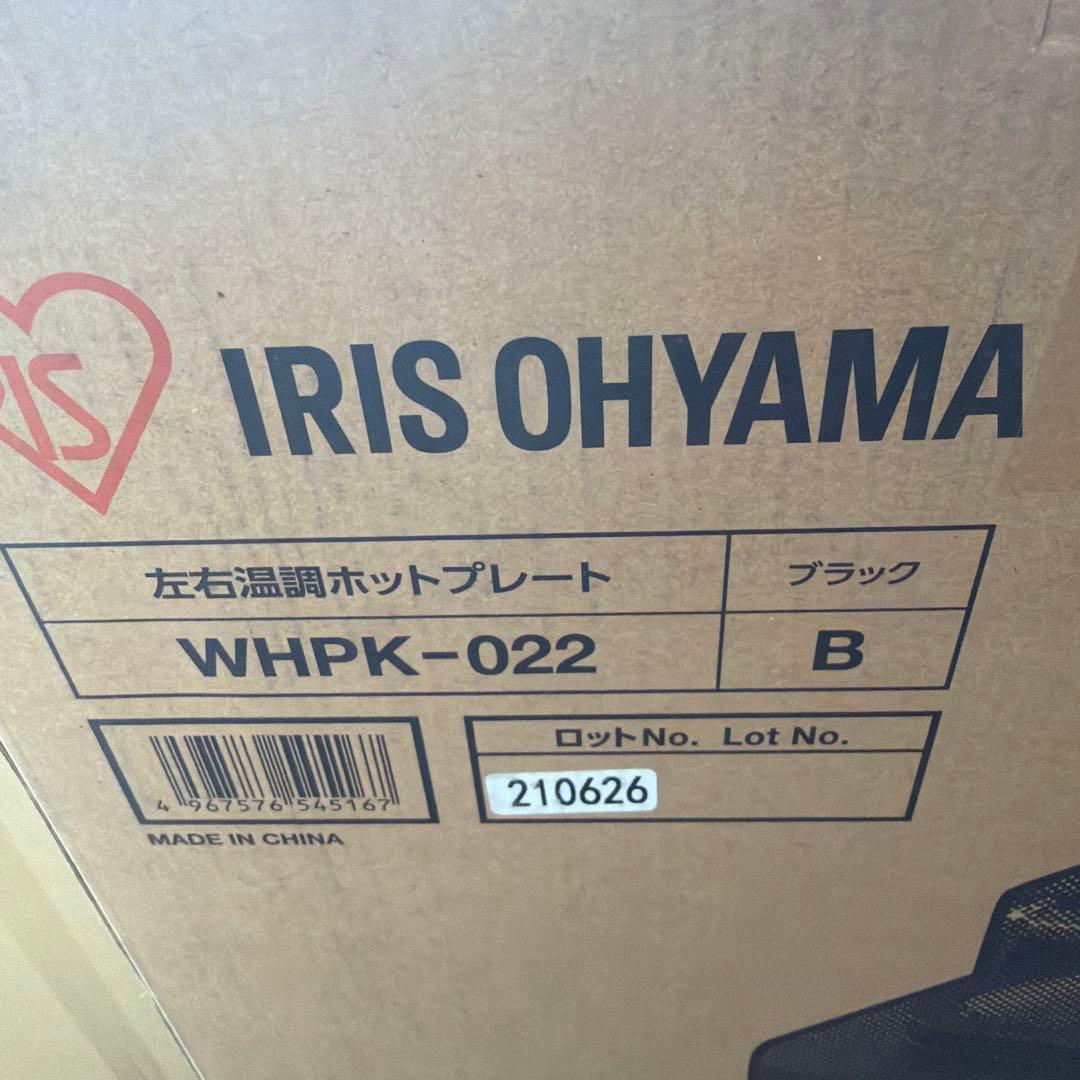 IRIS
IRIS OHYAMA
左右温調ホットプレート
ブラック
WHPK-022
B
ロットNo. Lot No.
210626
4 967576 545167
MADE IN CHINA